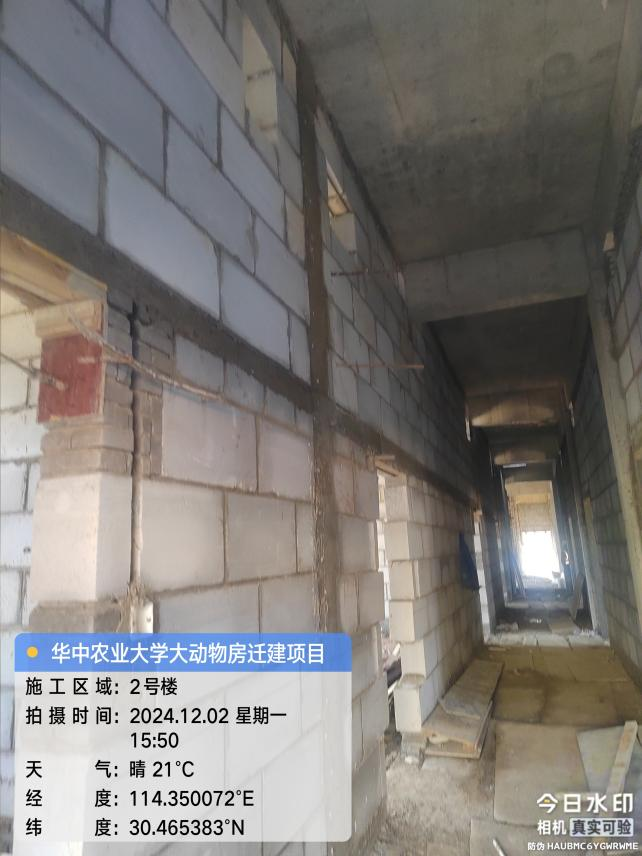 华中农业大学大动物房迁建项目
施工区域：2号楼
拍摄时间：2024.12.02 星期一
15:50
天气：晴 21℃
经度：114.350072°E
纬度：30.465383°N
今日水印
相机 真实可验
防伪 HAUBMC6YGWRWME